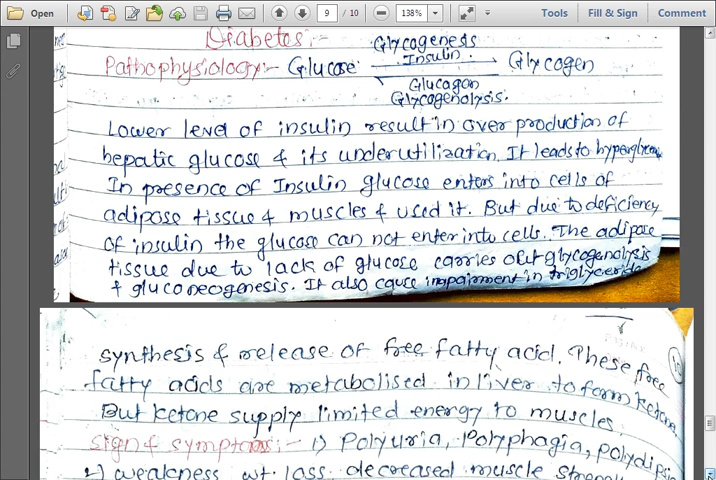 Open
9 / 10
138%
Tools
Fill & Sign
Comment
Diabetes :-
Glycogenesis
Pathophysiology :- Glucose Insulin Glycogen
Glucagon
Glycogenolysis.
Lower level of insulin result in over production of
hepatic glucose & its underutilization. It leads to
In presence of Insulin glucose enters into cells of
adipose tissue & muscles & used it. But due to deficiency
of insulin the glucose can not enter into cells. The adipose
tissue due to lack of glucose carries out glycogenolysis
& gluconeogenesis. It also cause impairment in triglyceride
synthesis & release of free fatty acid. These free
fatty acids are metabolised in liver to form ketone
But ketone supply limited energy to muscles.
sign & symptoms :- 1) Polyuria, Polyphagia,
2) weakness wt. loss decreased muscle